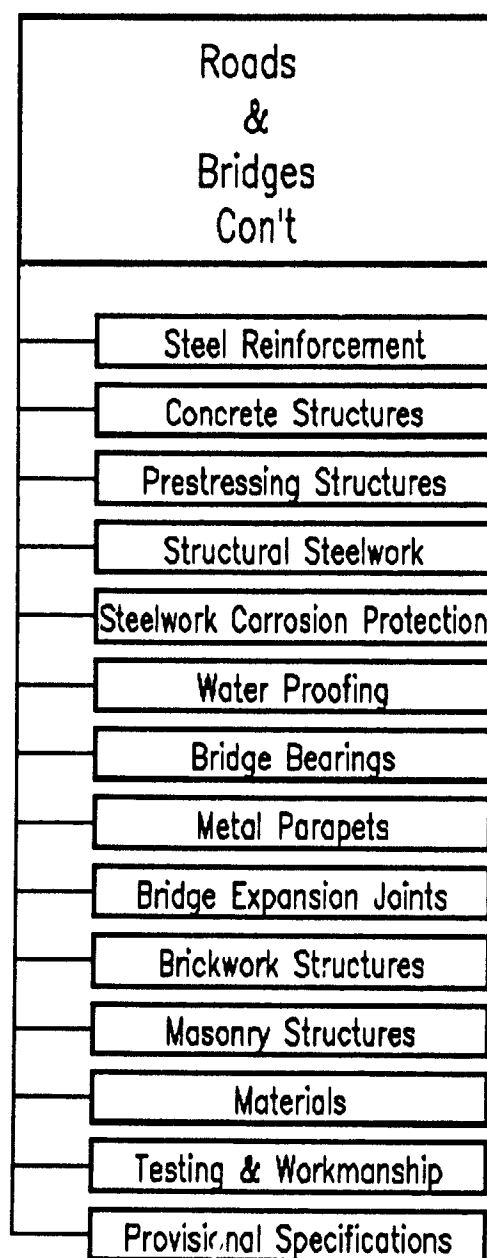 Roads
&
Bridges
Con't
Steel Reinforcement
Concrete Structures
Prestressing Structures
Structural Steelwork
Steelwork Carrosion Protection
Water Proofing
Bridge Bearings
Metal Parapets
Bridge Expansion Joints
Brickwork Structures
Masonry Structures
Materials
Testing & Workmanship
Provisional Specifications